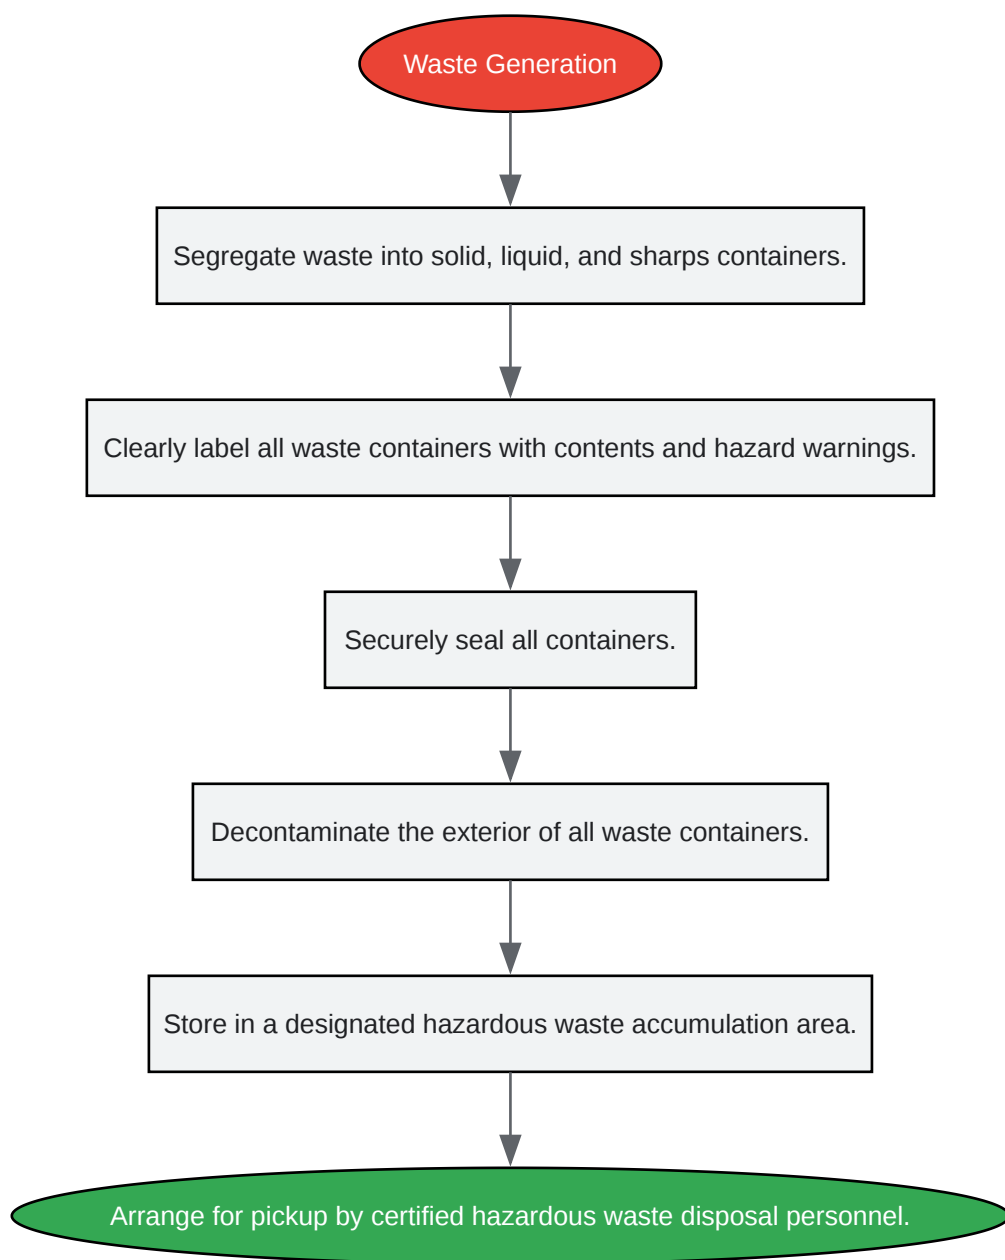 Waste Generation
Segregate waste into solid, liquid, and sharps containers.
Clearly label all waste containers with contents and hazard warnings.
Securely seal all containers.
Decontaminate the exterior of all waste containers.
Store in a designated hazardous waste accumulation area.
Arrange for pickup by certified hazardous waste disposal personnel.